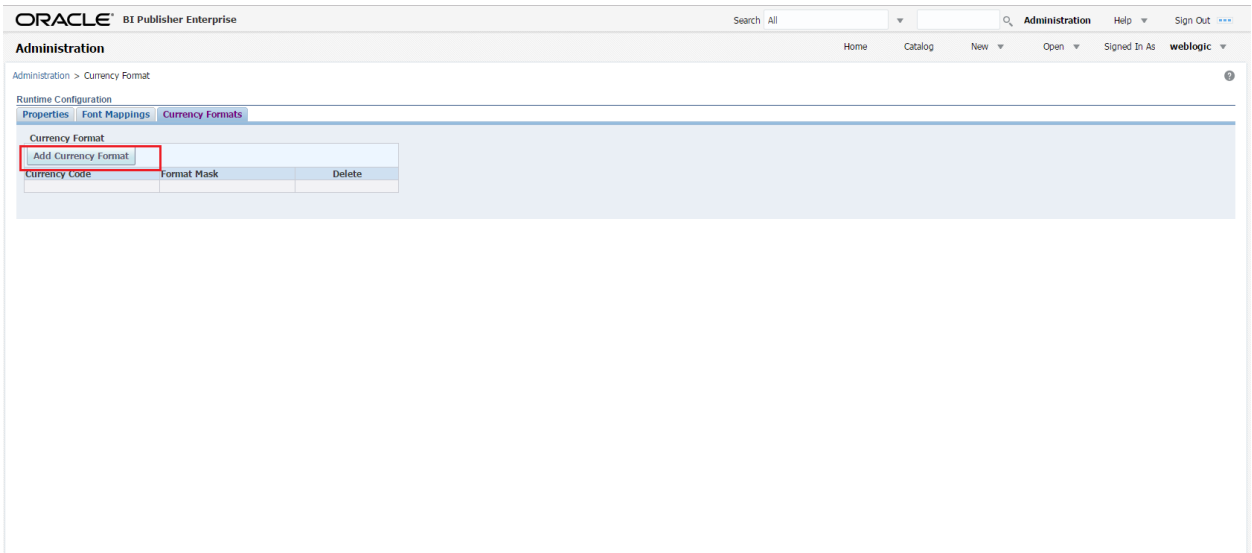 ORACLE® BI Publisher Enterprise Search All Administration Help Sign Out
Administration Home Catalog New Open Signed In As weblogic
Administration > Currency Format
Runtime Configuration
Properties Font Mappings Currency Formats
Currency Format
Add Currency Format
Currency Code Format Mask Delete